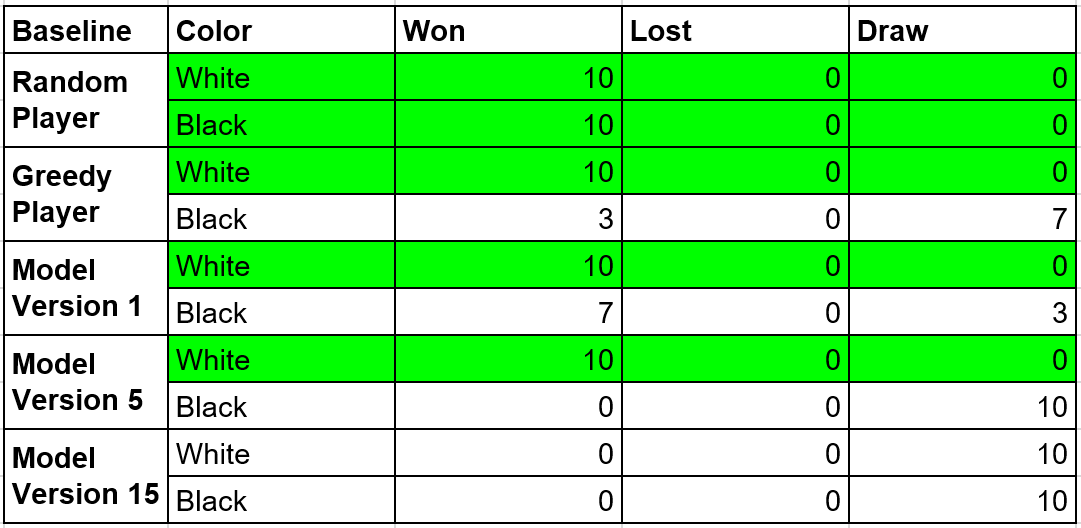 Baseline Color Won Lost Draw
Random Player White 10 0 0
Black 10 0 0
Greedy Player White 10 0 0
Black 3 0 7
Model Version 1 White 10 0 0
Black 7 0 3
Model Version 5 White 10 0 0
Black 0 0 10
Model Version 15 White 0 0 10
Black 0 0 10